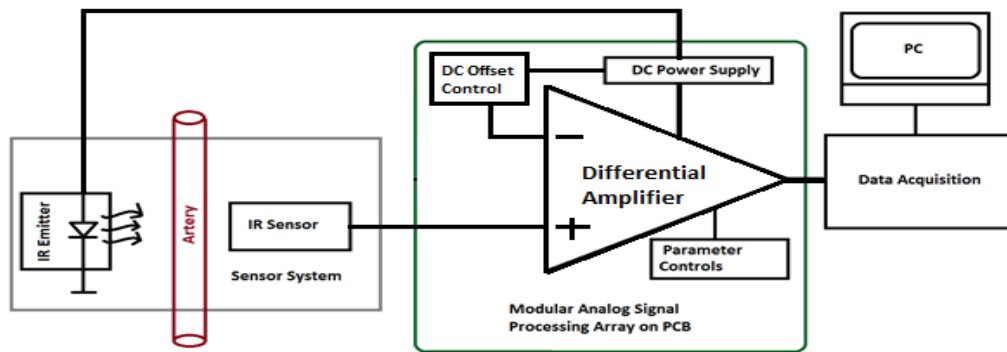 DC Offset
Control
DC Power Supply
PC
Differential
Amplifier
Data Acquisition
IR Emitter
Artery
IR Sensor
Sensor System
Parameter
Controls
Modular Analog Signal
Processing Array on PCB